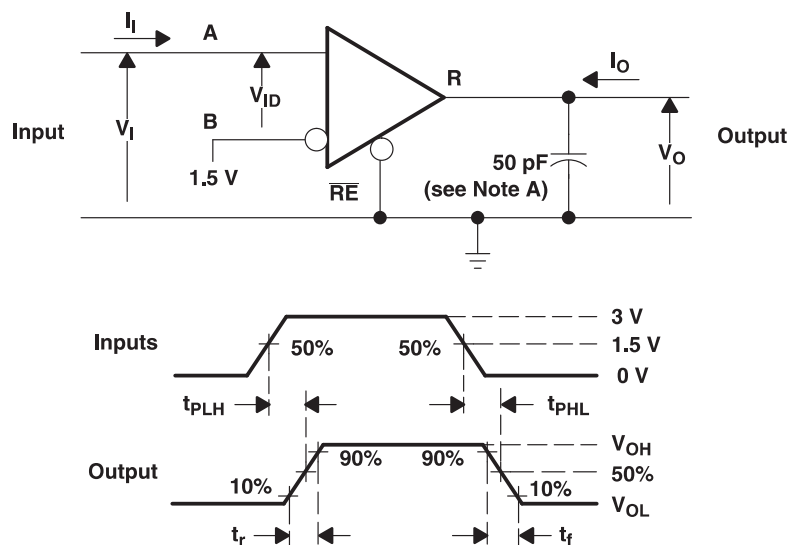 I_I
A
R
I_O
V_ID
B
Input
V_I
1.5 V
50 pF
(see Note A)
V_O
Output
R̅E̅
Inputs
50%
50%
3 V
1.5 V
0 V
t_PLH
t_PHL
Output
10%
90%
90%
10%
V_OH
50%
V_OL
t_r
t_f